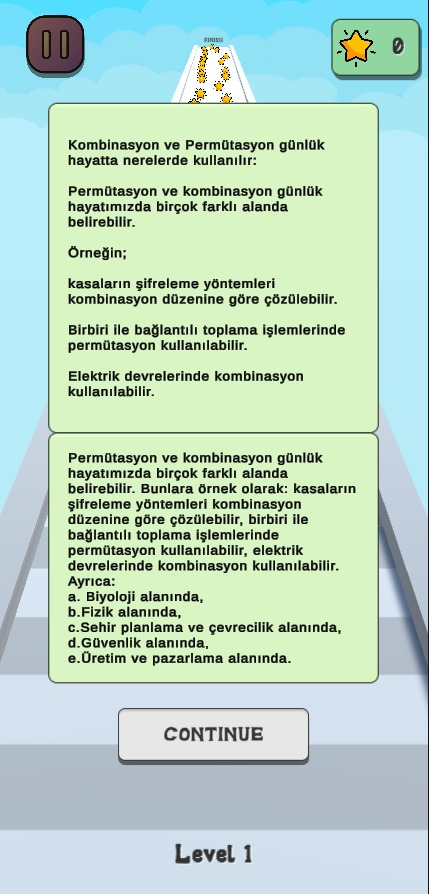 FINISH
0
Kombinasyon ve Permütasyon günlük
hayatta nerelerde kullanılır:
Permütasyon ve kombinasyon günlük
hayatımızda birçok farklı alanda
belirebilir.
Örneğin;
kasaların şifreleme yöntemleri
kombinasyon düzenine göre çözülebilir.
Birbiri ile bağlantılı toplama işlemlerinde
permütasyon kullanılabilir.
Elektrik devrelerinde kombinasyon
kullanılabilir.
Permütasyon ve kombinasyon günlük
hayatımızda birçok farklı alanda
belirebilir. Bunlara örnek olarak: kasaların
şifreleme yöntemleri kombinasyon
düzenine göre çözülebilir, birbiri ile
bağlantılı toplama işlemlerinde
permütasyon kullanılabilir, elektrik
devrelerinde kombinasyon kullanılabilir.
Ayrıca:
a. Biyoloji alanında,
b.Fizik alanında,
c.Sehir planlama ve çevrecilik alanında,
d.Güvenlik alanında,
e.Üretim ve pazarlama alanında.
CONTINUE
Level 1